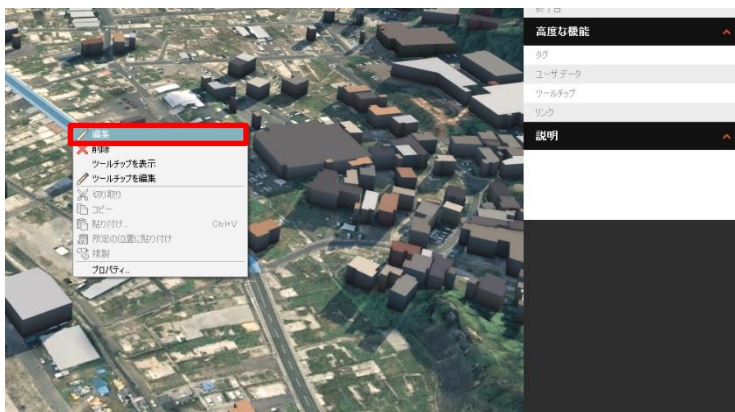 終了日
高度な機能
タグ
ユーザ データ
ツールチップ
リンク
説明
編集
削除
ツールチップを表示
ツールチップを編集
切り取り
コピー
貼り付け... Ctrl+V
所定の位置に貼り付け
複製
プロパティ...